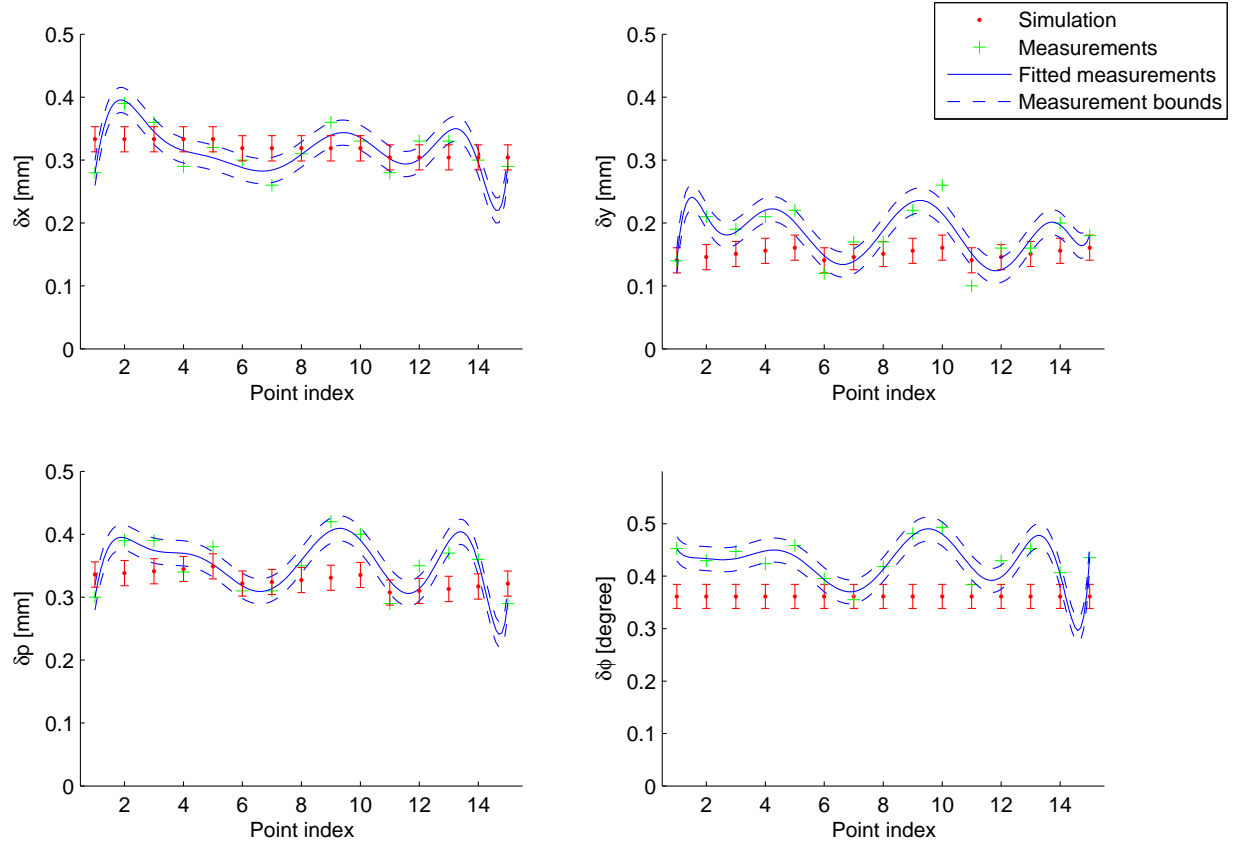 Simulation
Measurements
Fitted measurements
Measurement bounds
0.5
0.4
0.3
0.2
0.1
0
δx [mm]
2 4 6 8 10 12 14
Point index
0.5
0.4
0.3
0.2
0.1
0
δy [mm]
2 4 6 8 10 12 14
Point index
0.5
0.4
0.3
0.2
0.1
0
δp [mm]
2 4 6 8 10 12 14
Point index
0.5
0.4
0.3
0.2
0.1
0
δϕ [degree]
2 4 6 8 10 12 14
Point index